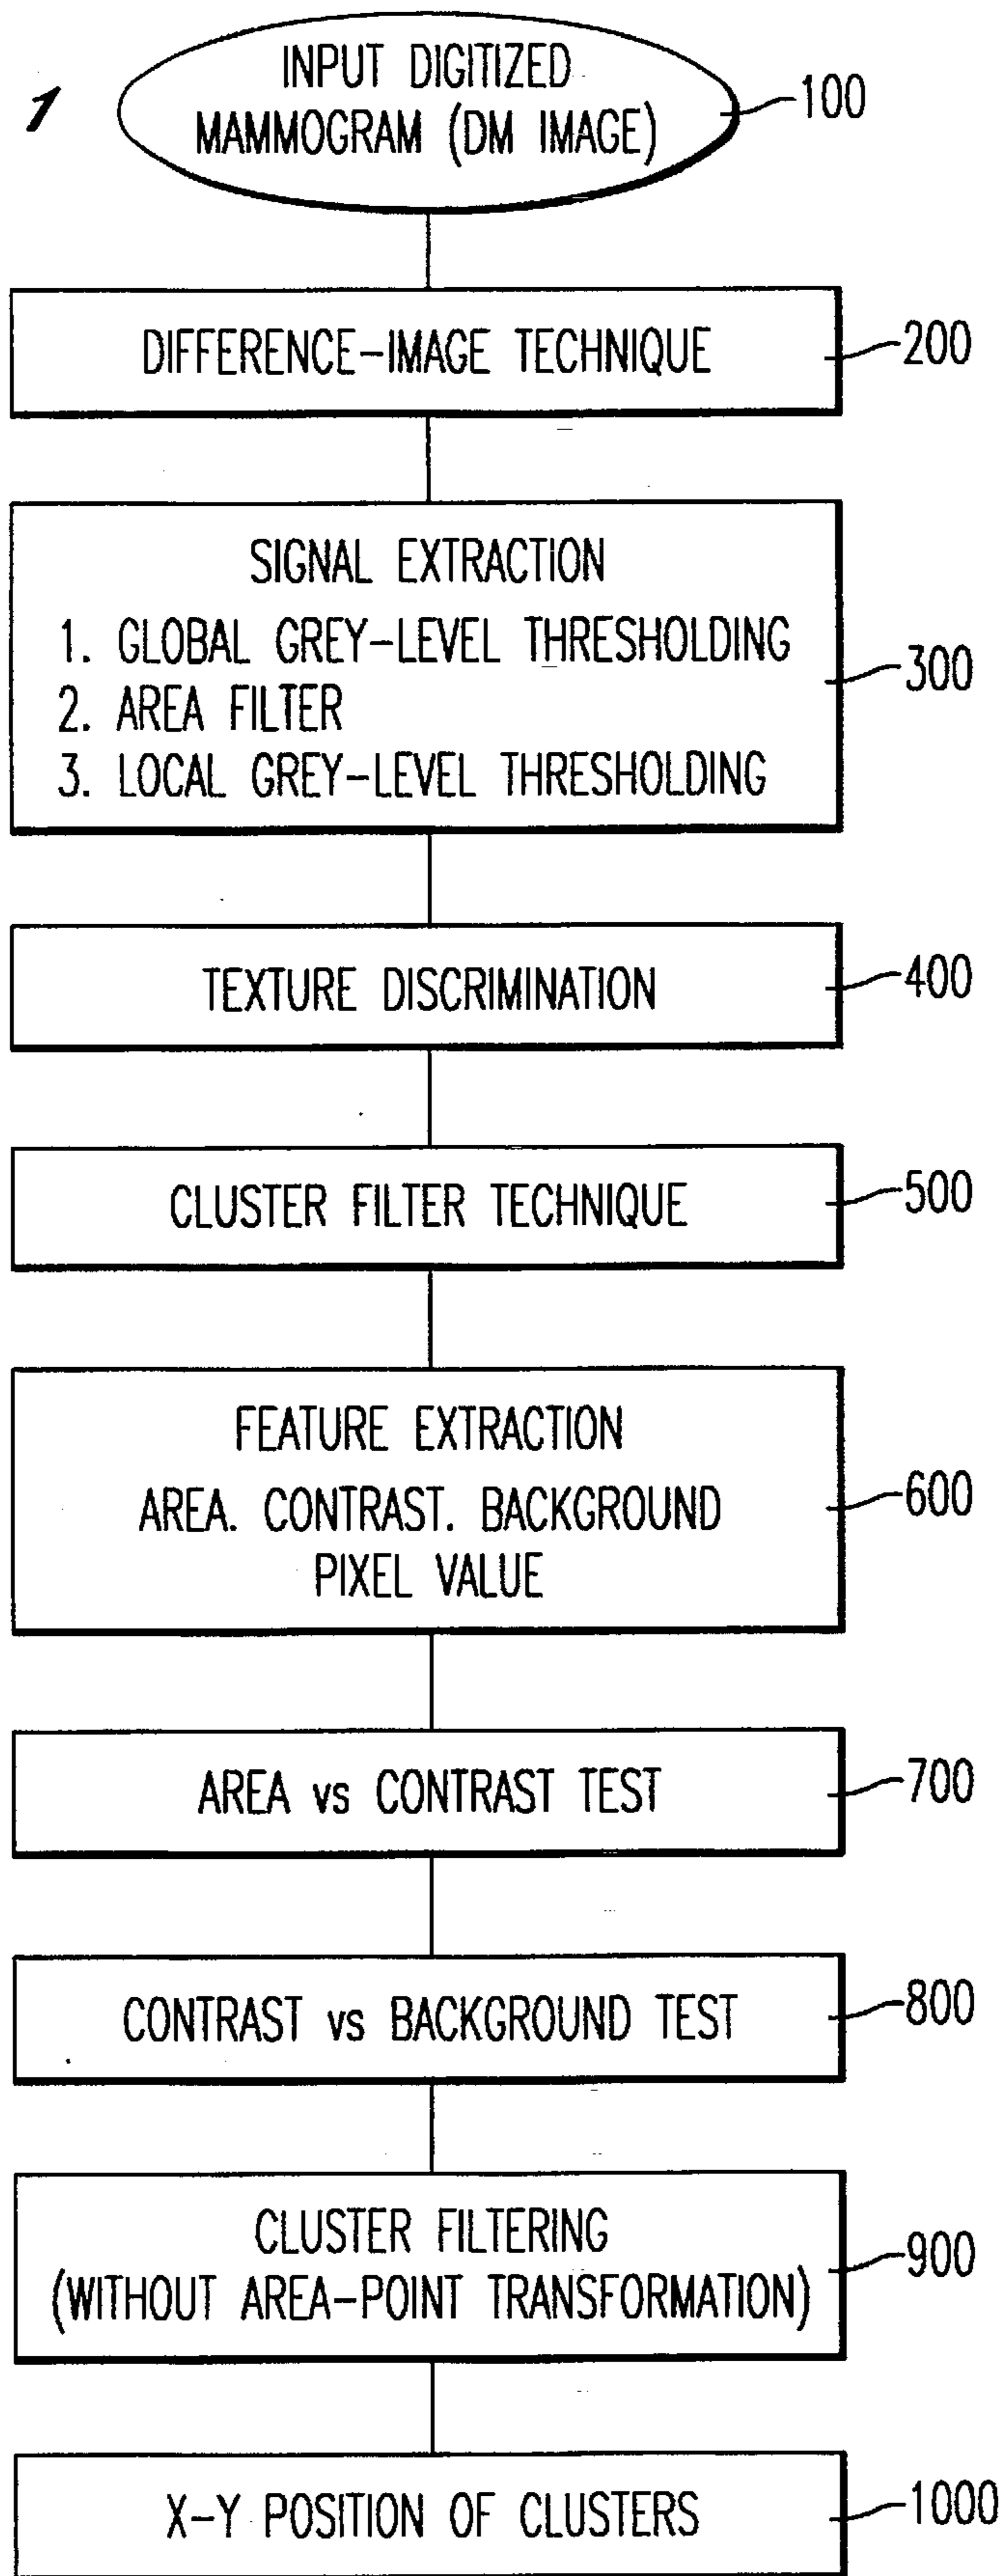 1
INPUT DIGITIZED
MAMMOGRAM (DM IMAGE)
100
DIFFERENCE-IMAGE TECHNIQUE
200
SIGNAL EXTRACTION
1. GLOBAL GREY-LEVEL THRESHOLDING
2. AREA FILTER
3. LOCAL GREY-LEVEL THRESHOLDING
300
TEXTURE DISCRIMINATION
400
CLUSTER FILTER TECHNIQUE
500
FEATURE EXTRACTION
AREA. CONTRAST. BACKGROUND
PIXEL VALUE
600
AREA vs CONTRAST TEST
700
CONTRAST vs BACKGROUND TEST
800
CLUSTER FILTERING
(WITHOUT AREA-POINT TRANSFORMATION)
900
X-Y POSITION OF CLUSTERS
1000